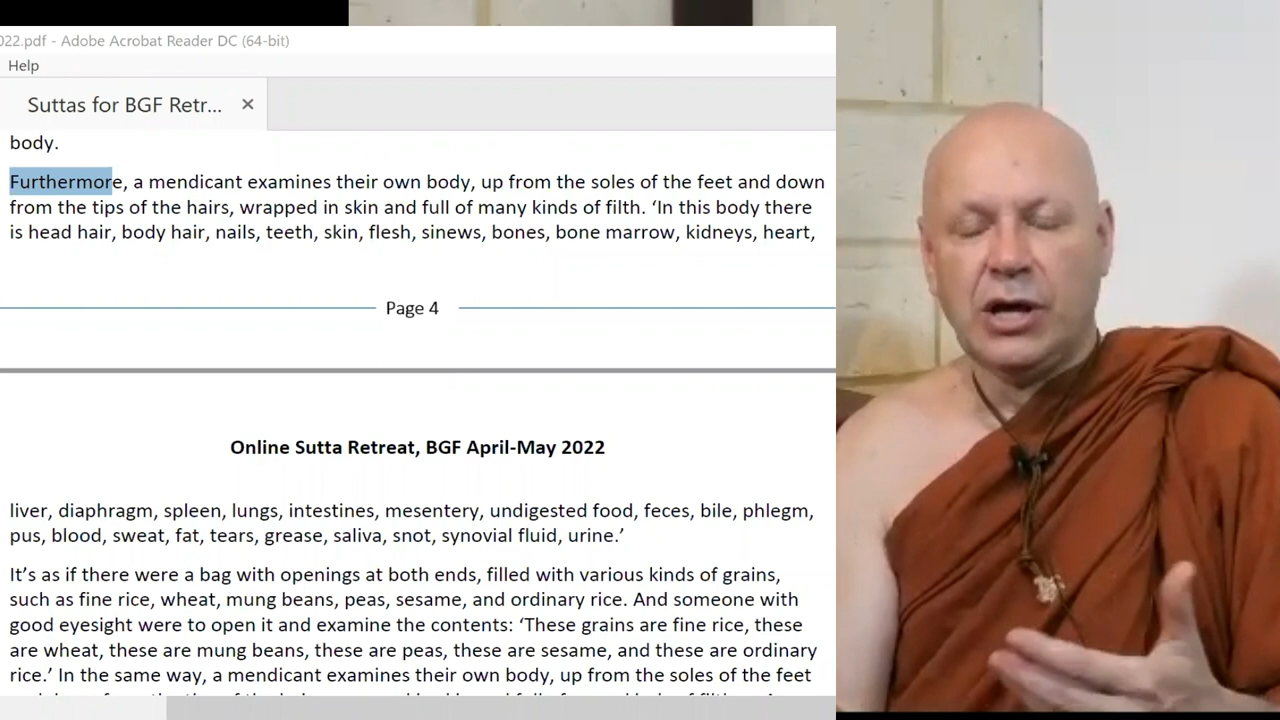 022.pdf - Adobe Acrobat Reader DC (64-bit)
Help
Suttas for BGF Retr... ×
body.
Furthermore, a mendicant examines their own body, up from the soles of the feet and down
from the tips of the hairs, wrapped in skin and full of many kinds of filth. ‘In this body there
is head hair, body hair, nails, teeth, skin, flesh, sinews, bones, bone marrow, kidneys, heart,
Page 4
Online Sutta Retreat, BGF April-May 2022
liver, diaphragm, spleen, lungs, intestines, mesentery, undigested food, feces, bile, phlegm,
pus, blood, sweat, fat, tears, grease, saliva, snot, synovial fluid, urine.’
It’s as if there were a bag with openings at both ends, filled with various kinds of grains,
such as fine rice, wheat, mung beans, peas, sesame, and ordinary rice. And someone with
good eyesight were to open it and examine the contents: ‘These grains are fine rice, these
are wheat, these are mung beans, these are peas, these are sesame, and these are ordinary
rice.’ In the same way, a mendicant examines their own body, up from the soles of the feet